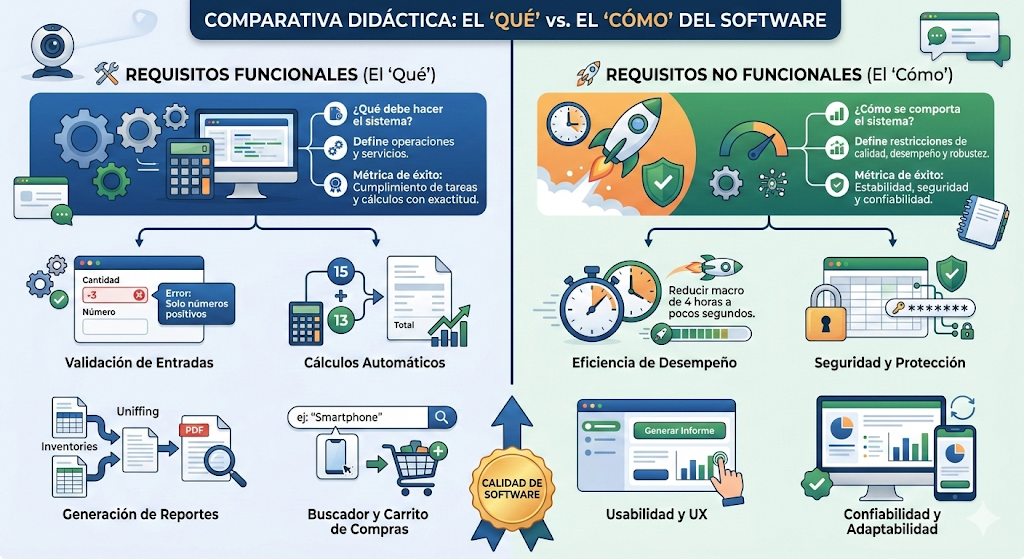 COMPARATIVA DIDÁCTICA: EL ‘QUÉ’ vs. EL ‘CÓMO’ DEL SOFTWARE
REQUISITOS FUNCIONALES (El ‘Qué’)
¿Qué debe hacer
el sistema?
Define operaciones
y servicios.
Métrica de éxito:
Cumplimiento de tareas
y cálculos con exactitud.
Cantidad
-3
Número
Error:
Solo números
positivos
Validación de Entradas
15
+
13
Total
Cálculos Automáticos
Uniffing
Inventories
PDF
Generación de Reportes
ej: “Smartphone”
Buscador y Carrito
de Compras
CALIDAD DE
SOFTWARE
REQUISITOS NO FUNCIONALES (El ‘Cómo’)
¿Cómo se comporta
el sistema?
Define restricciones de
calidad, desempeño y robustez.
Métrica de éxito:
Estabilidad, seguridad
y confiabilidad.
Reducir macro
de 4 horas a
pocos segundos.
Eficiencia de Desempeño
*******
Seguridad y Protección
Generar Informe
Usabilidad y UX
Confiabilidad y
Adaptabilidad